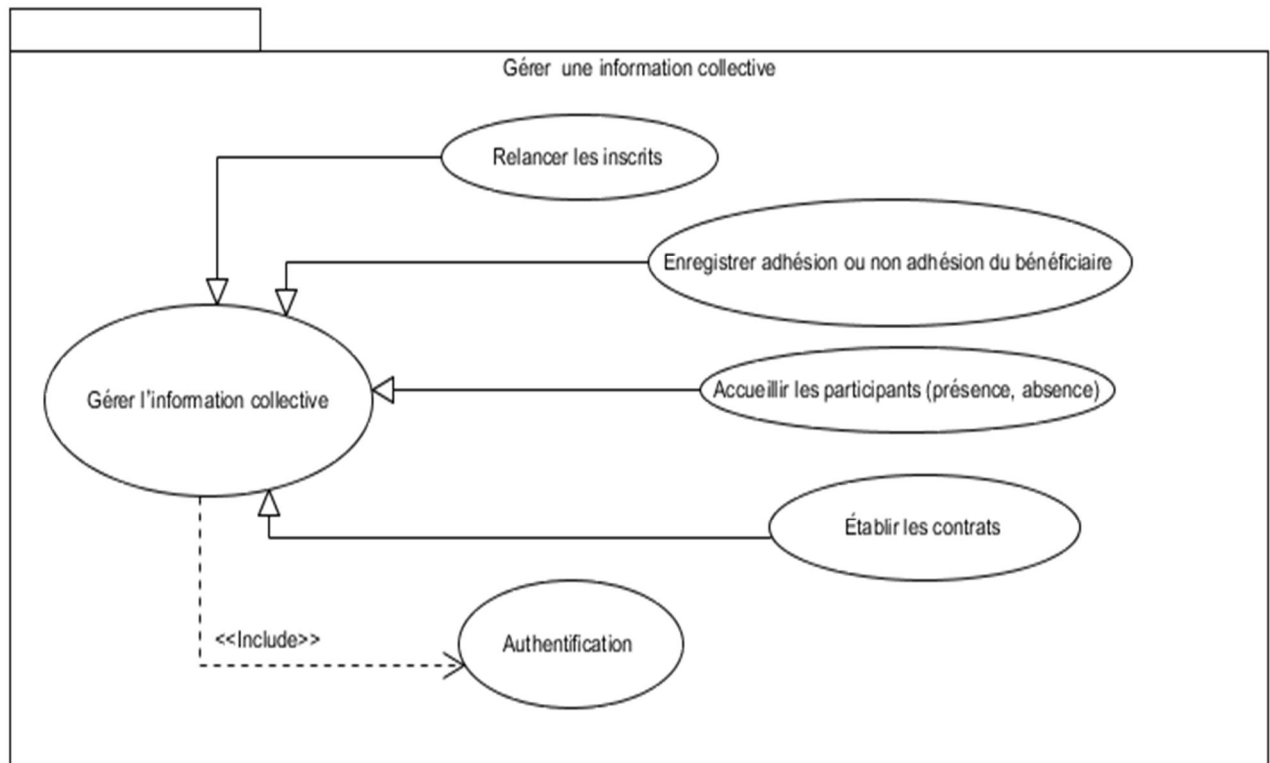 Gérer une information collective
Relancer les inscrits
Enregistrer adhésion ou non adhésion du bénéficiaire
Accueillir les participants (présence, absence)
Gérer l'information collective
Établir les contrats
<<Include>>
Authentification